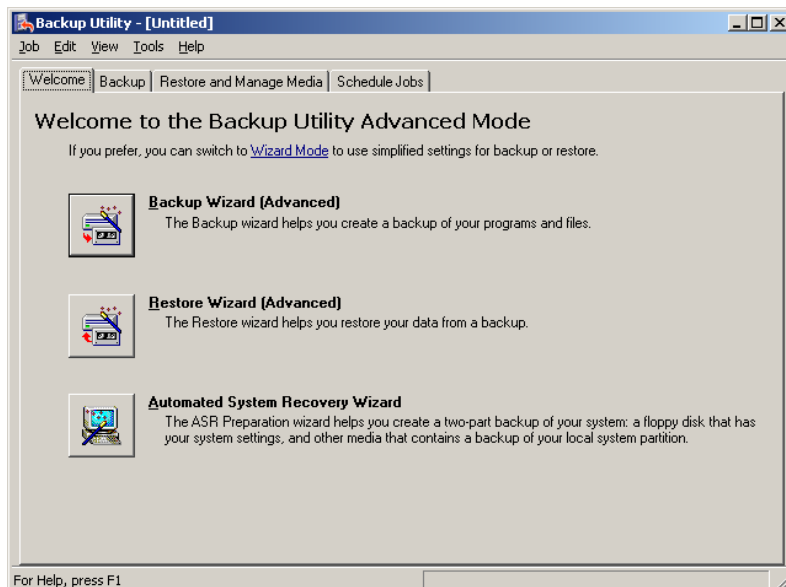 Backup Utility - [Untitled]
Job Edit View Tools Help
Welcome Backup Restore and Manage Media Schedule Jobs
Welcome to the Backup Utility Advanced Mode
If you prefer, you can switch to Wizard Mode to use simplified settings for backup or restore.
Backup Wizard (Advanced)
The Backup wizard helps you create a backup of your programs and files.
Restore Wizard (Advanced)
The Restore wizard helps you restore your data from a backup.
Automated System Recovery Wizard
The ASR Preparation wizard helps you create a two-part backup of your system: a floppy disk that has
your system settings, and other media that contains a backup of your local system partition.
For Help, press F1